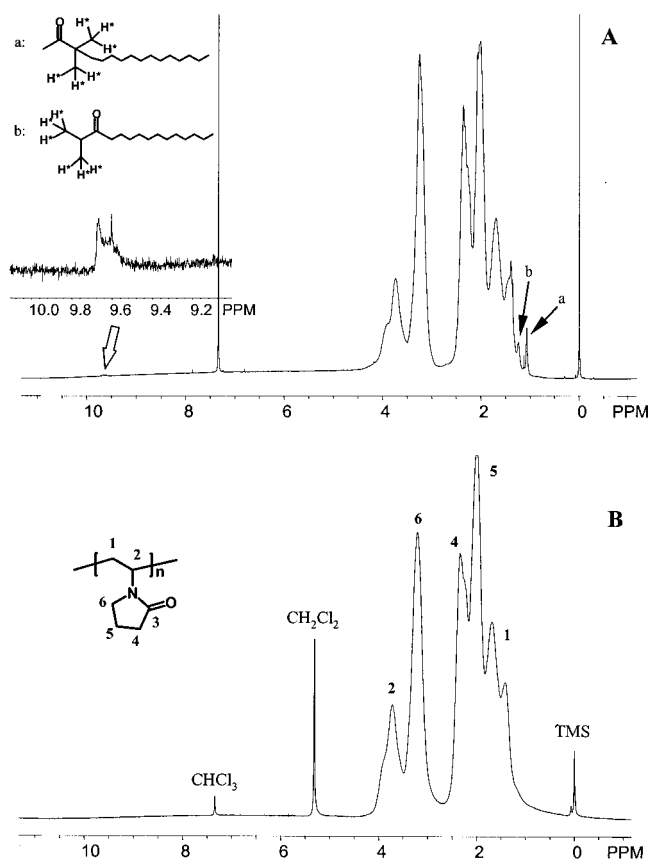 A
a:
O
H*
H*
H*
H* H*
H*
b:
H* O
H*
H*
H* H*
H*
10.0 9.8 9.6 9.4 9.2 PPM
b
a
10 8 6 4 2 0 PPM
B
5
6
4
1
2
1 2
n
N
O
6
5
4
3
CH2Cl2
CHCl3
TMS
10 8 6 4 2 0 PPM